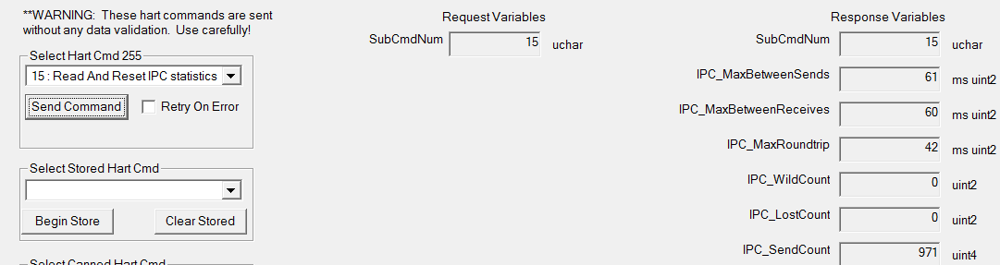 **WARNING:  These hart commands are sent
without any data validation.  Use carefully!
Select Hart Cmd 255
15 : Read And Reset IPC statistics
Send Command
Retry On Error
Select Stored Hart Cmd
Begin Store
Clear Stored
Select Canned Hart Cmd
Request Variables
SubCmdNum 15 uchar
Response Variables
SubCmdNum 15 uchar
IPC_MaxBetweenSends 61 ms uint2
IPC_MaxBetweenReceives 60 ms uint2
IPC_MaxRoundtrip 42 ms uint2
IPC_WildCount 0 uint2
IPC_LostCount 0 uint2
IPC_SendCount 971 uint4